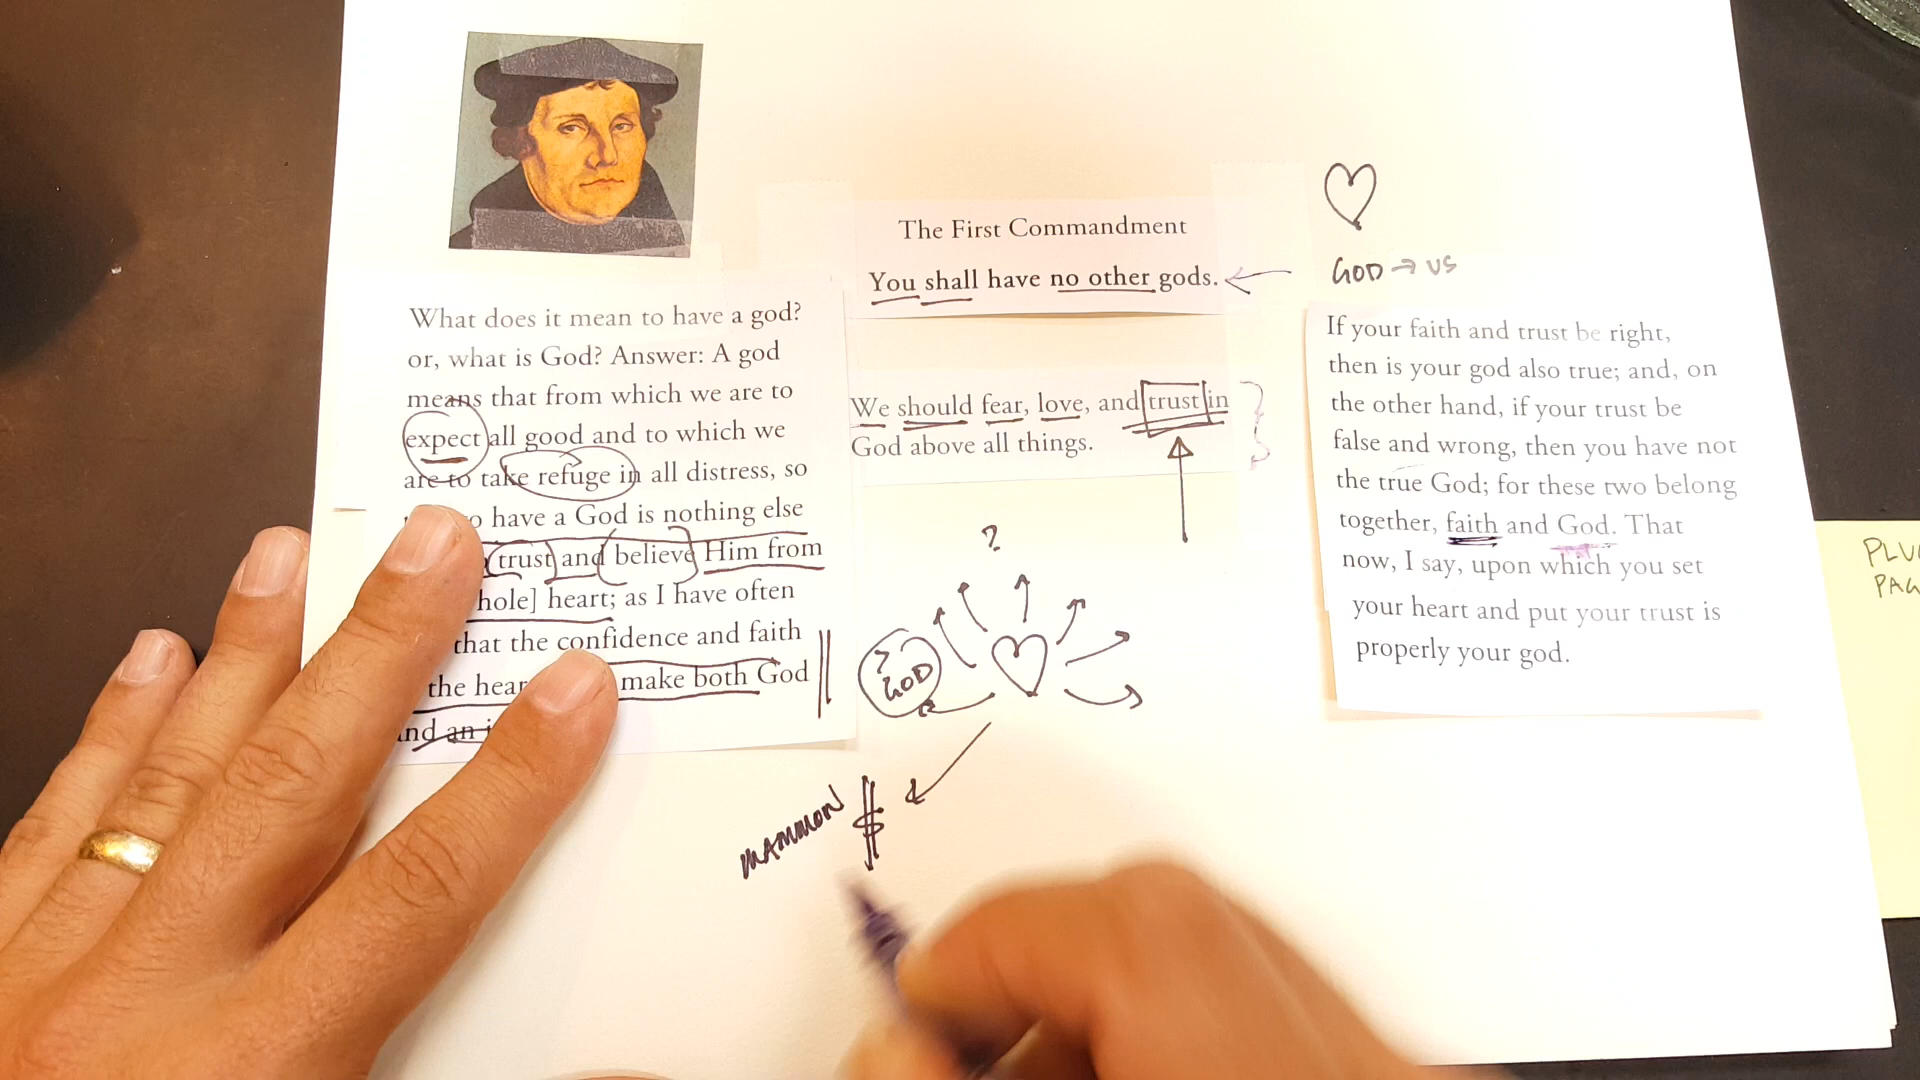 What does it mean to have a god?
or, what is God? Answer: A god
means that from which we are to
expect all good and to which we
are to take refuge in all distress, so
have a God is nothing else
trust and believe Him from
hole] heart; as I have often
that the confidence and faith
the hear make both God
nd an i
The First Commandment
You shall have no other gods.
We should fear, love, and trust in
God above all things.
?
? GOD
MAMMON $
GOD → US
If your faith and trust be right,
then is your god also true; and, on
the other hand, if your trust be
false and wrong, then you have not
the true God; for these two belong
together, faith and God. That
now, I say, upon which you set
your heart and put your trust is
properly your god.
PLU
PAG